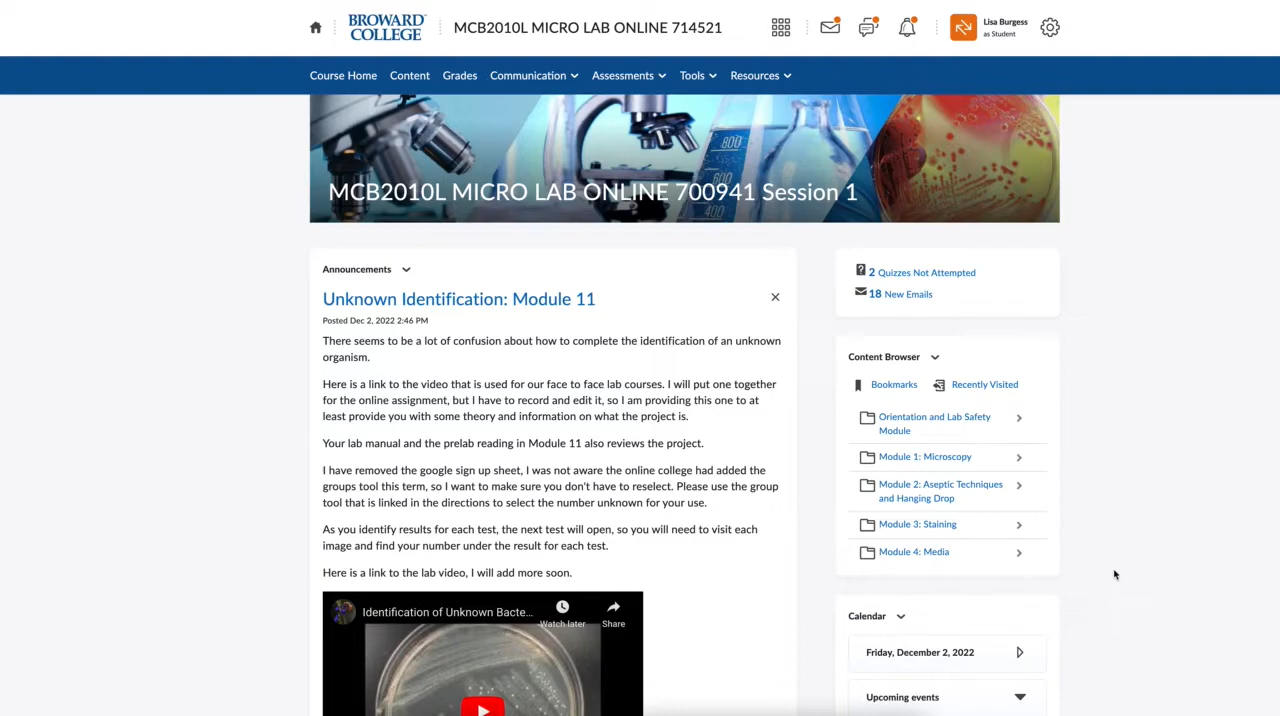 BROWARD
COLLEGE
MCB2010L MICRO LAB ONLINE 714521
Lisa Burgess
as Student
Course Home Content Grades Communication Assessments Tools Resources
800
600
400
MCB2010L MICRO LAB ONLINE 700941 Session 1
Announcements
Unknown Identification: Module 11
Posted Dec 2, 2022 2:46 PM
There seems to be a lot of confusion about how to complete the identification of an unknown
organism.
Here is a link to the video that is used for our face to face lab courses. I will put one together
for the online assignment, but I have to record and edit it, so I am providing this one to at
least provide you with some theory and information on what the project is.
Your lab manual and the prelab reading in Module 11 also reviews the project.
I have removed the google sign up sheet, I was not aware the online college had added the
groups tool this term, so I want to make sure you don't have to reselect. Please use the group
tool that is linked in the directions to select the number unknown for your use.
As you identify results for each test, the next test will open, so you will need to visit each
image and find your number under the result for each test.
Here is a link to the lab video, I will add more soon.
Identification of Unknown Bacte...
Watch later
Share
2 Quizzes Not Attempted
18 New Emails
Content Browser
Bookmarks Recently Visited
Orientation and Lab Safety
Module
Module 1: Microscopy
Module 2: Aseptic Techniques
and Hanging Drop
Module 3: Staining
Module 4: Media
Calendar
Friday, December 2, 2022
Upcoming events